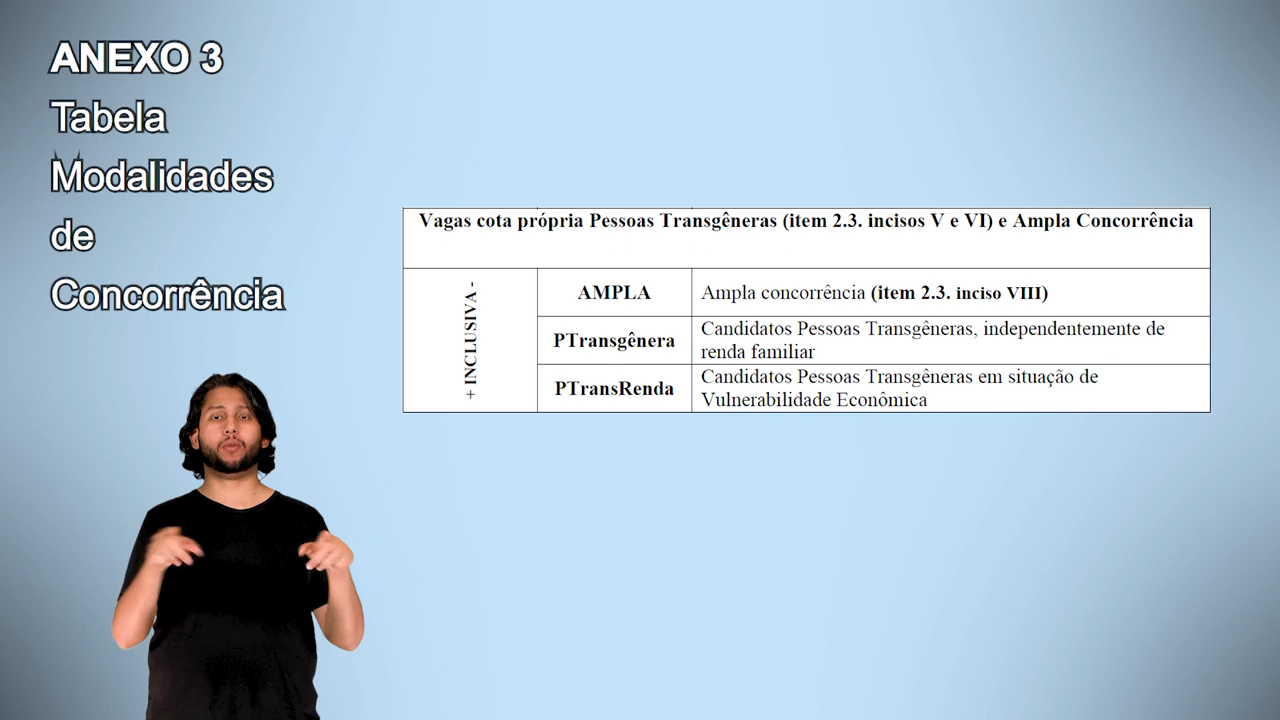 ANEXO 3
Tabela
Modalidades
de
Concorrência
Vagas cota própria Pessoas Transgêneras (item 2.3. incisos V e VI) e Ampla Concorrência
+ INCLUSIVA -
AMPLA
Ampla concorrência (item 2.3. inciso VIII)
PTransgênera
Candidatos Pessoas Transgêneras, independentemente de
renda familiar
PTransRenda
Candidatos Pessoas Transgêneras em situação de
Vulnerabilidade Econômica